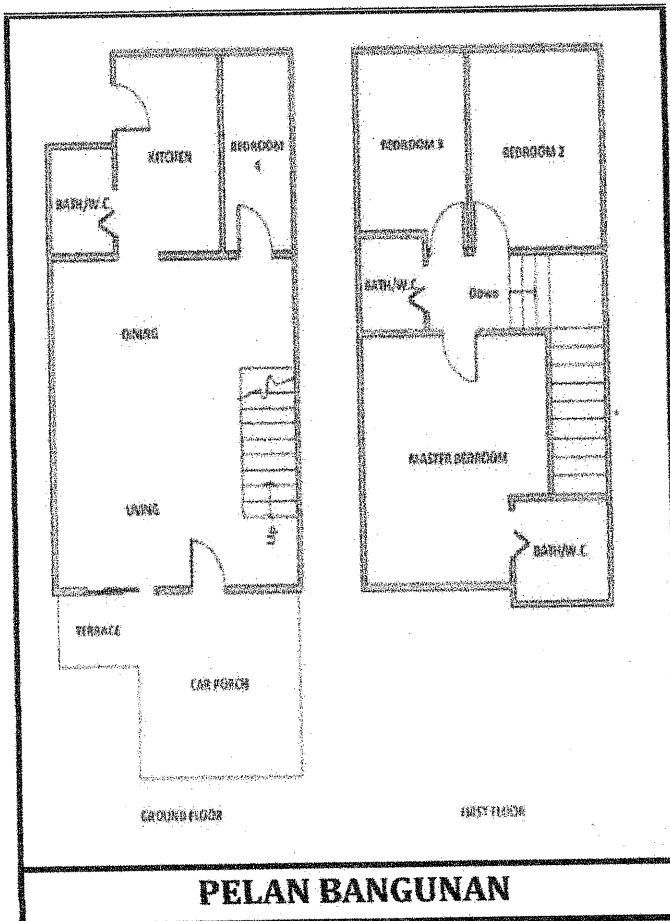 KITCHEN
BEDROOM
4
BATH/W.C
DINING
LIVING
Up
TERRACE
CAR PORCH
GROUND FLOOR
BEDROOM 3
BEDROOM 2
BATH/W.C
Down
MASTER BEDROOM
BATH/W.C
FIRST FLOOR
PELAN BANGUNAN